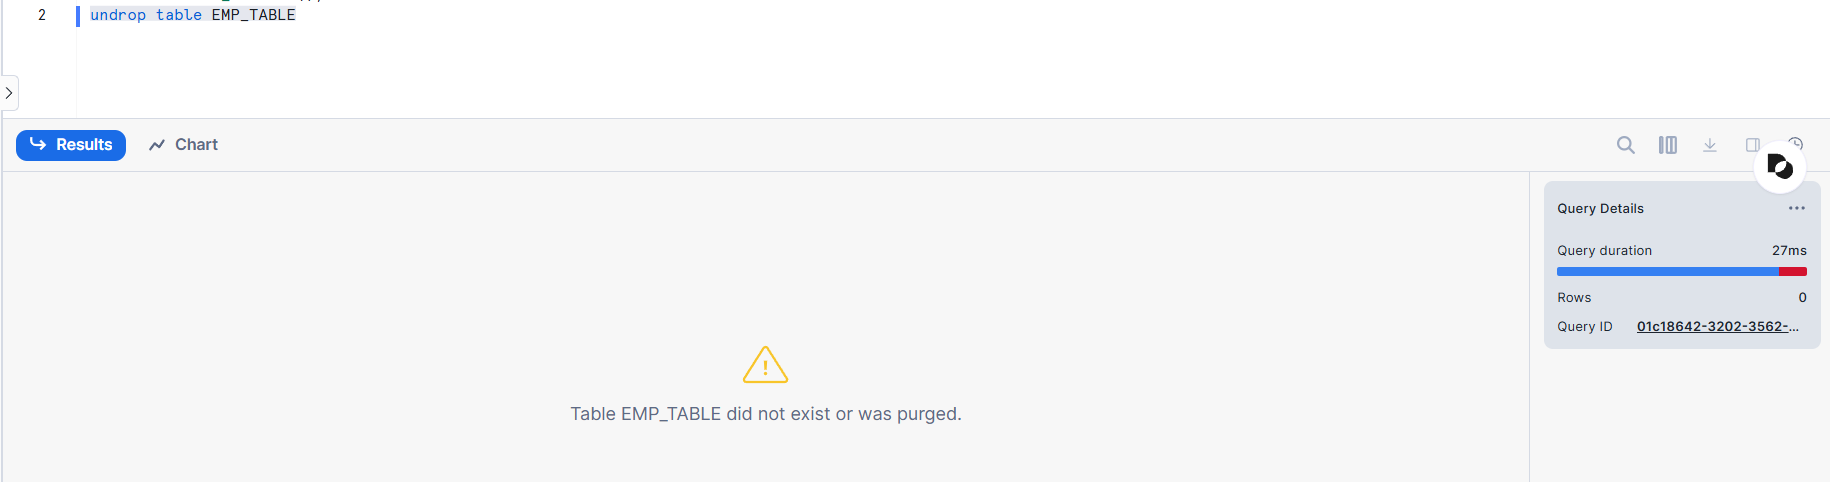 2
undrop table EMP_TABLE
Results
Chart
Query Details
Query duration 27ms
Rows 0
Query ID 01c18642-3202-3562-...
Table EMP_TABLE did not exist or was purged.